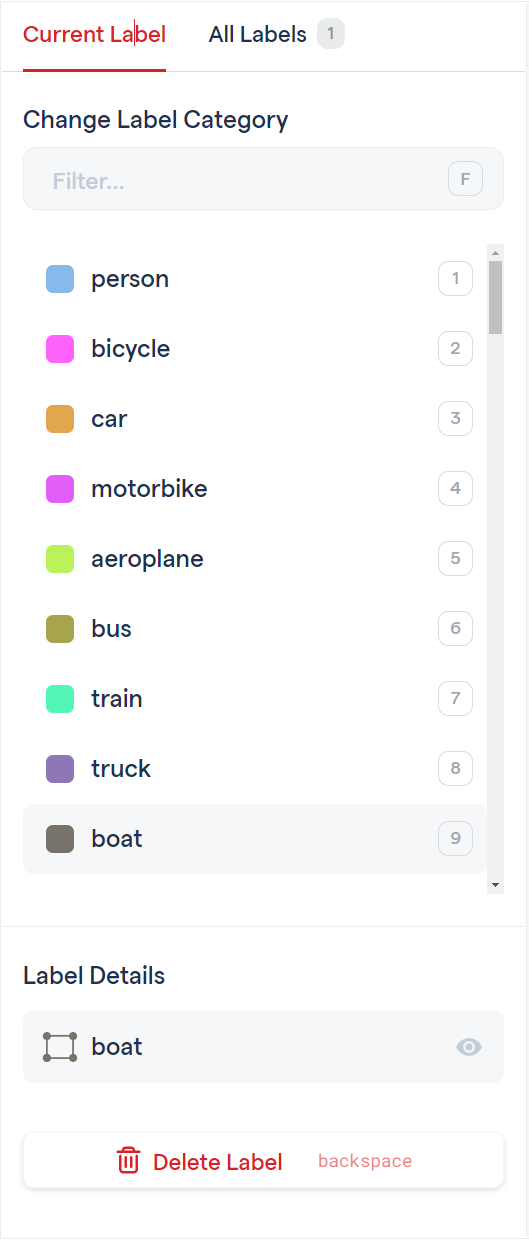 Current Label All Labels 1
Change Label Category
Filter... F
person 1
bicycle 2
car 3
motorbike 4
aeroplane 5
bus 6
train 7
truck 8
boat 9
Label Details
boat
Delete Label backspace